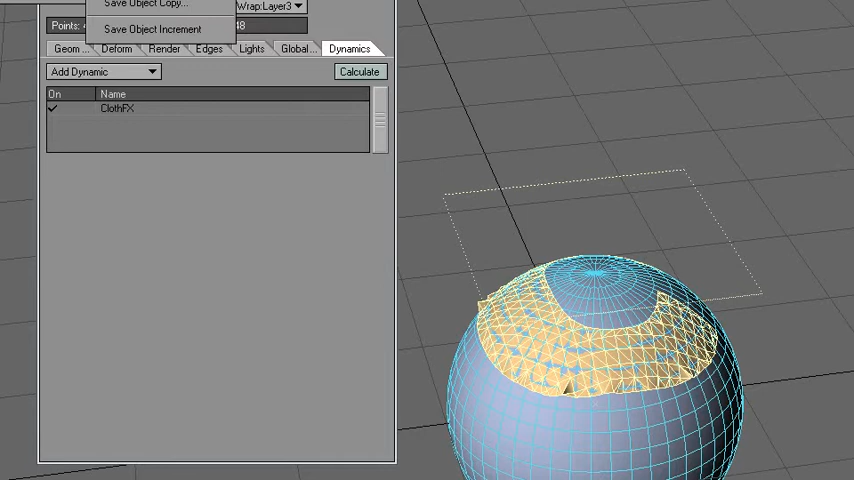 Save Object Copy...
Wrap:Layer3
Points:
48
Save Object Increment
Geom ...
Deform
Render
Edges
Lights
Global...
Dynamics
Add Dynamic
Calculate
On
Name
ClothFX